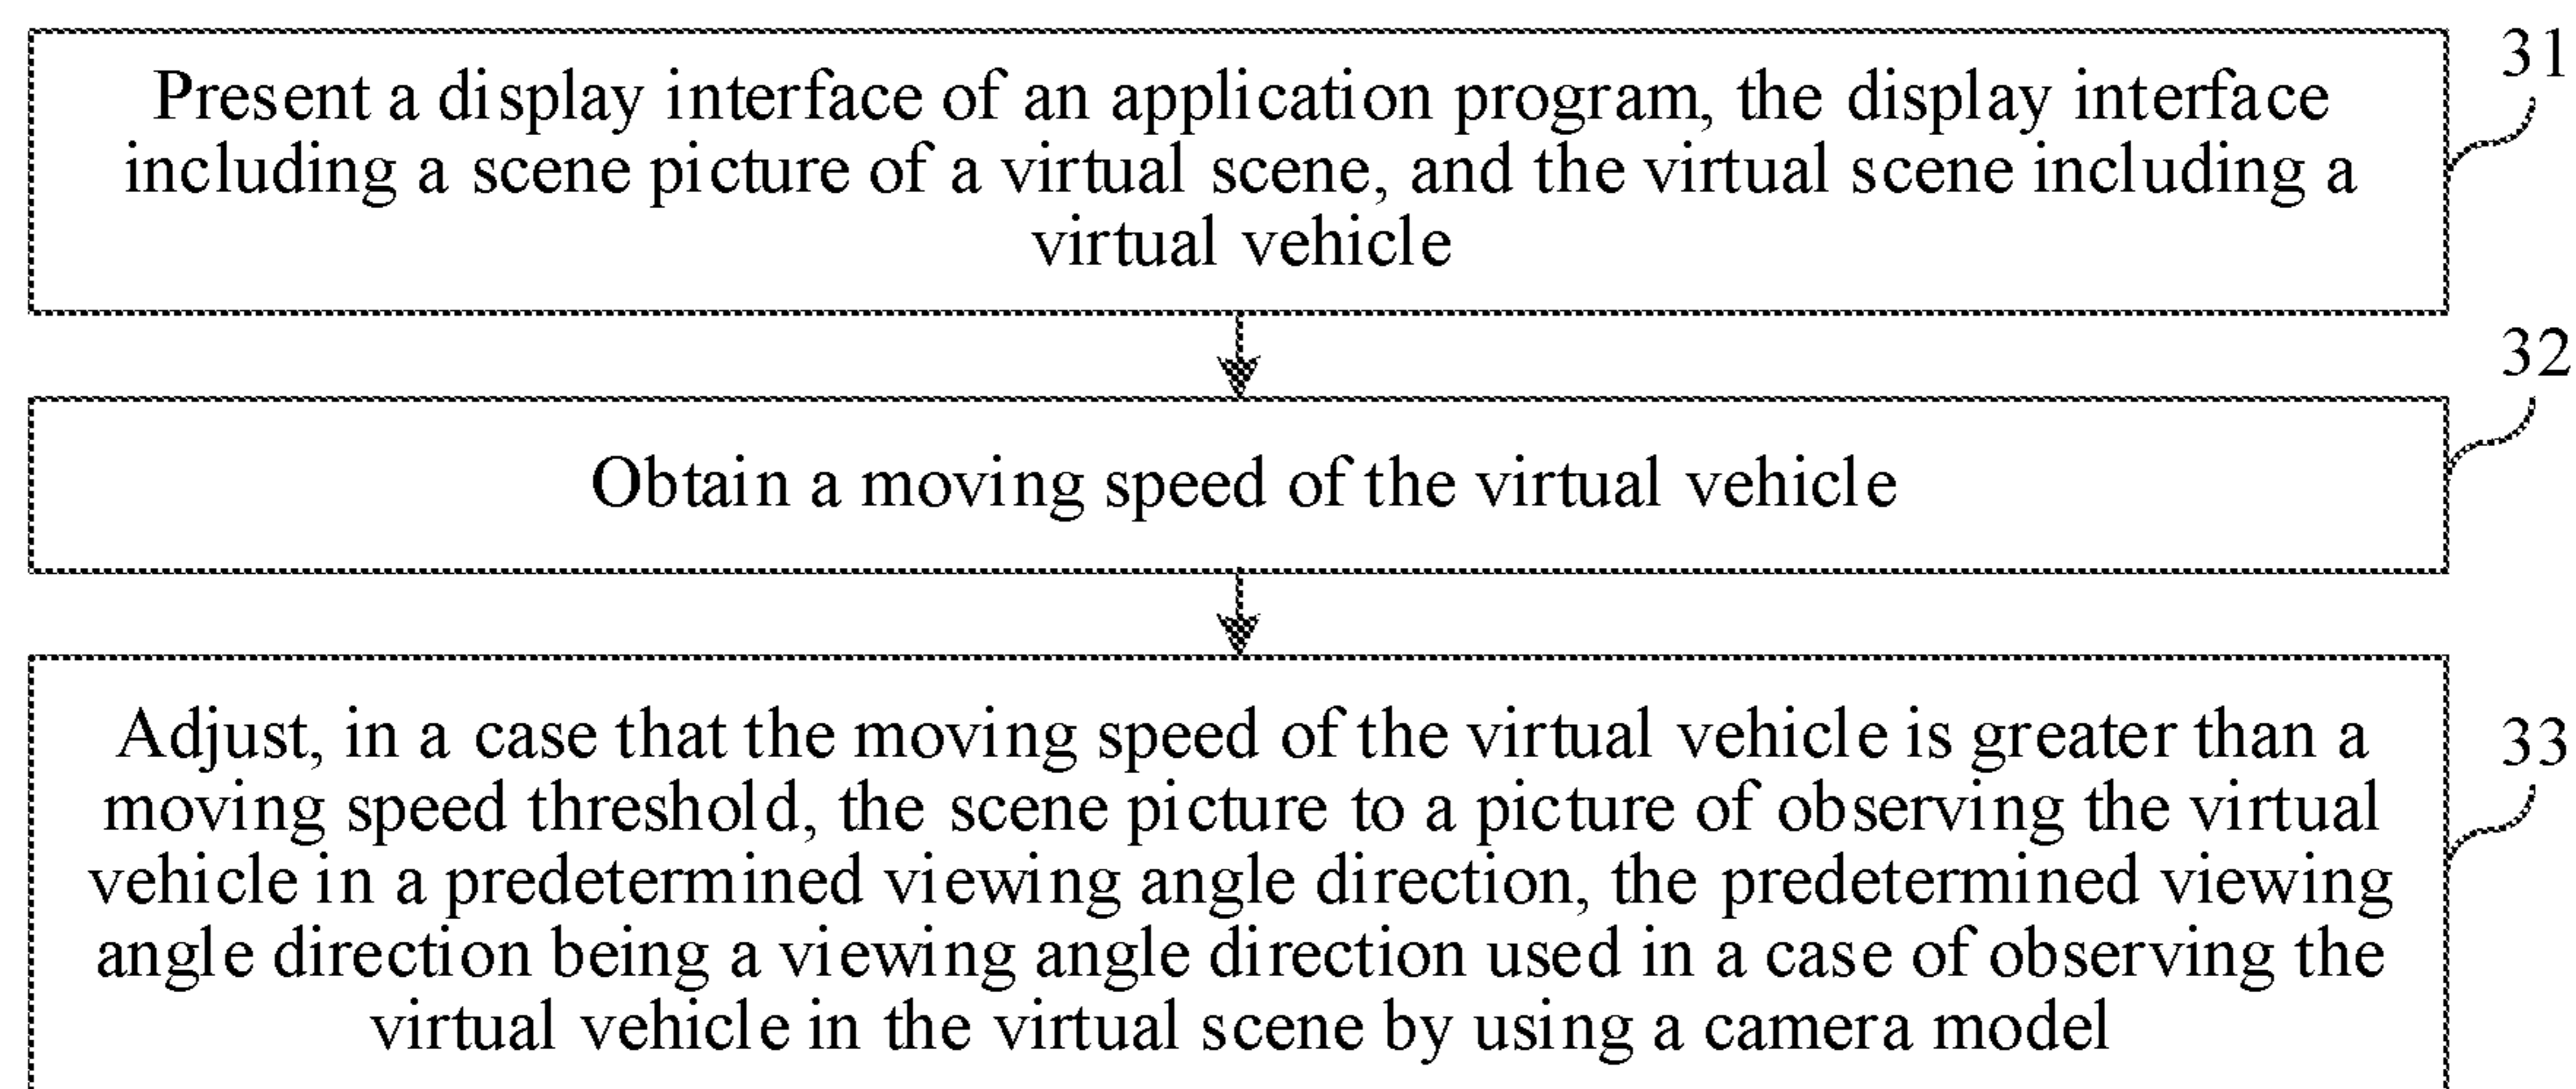 31
Present a display interface of an application program, the display interface
including a scene picture of a virtual scene, and the virtual scene including a
virtual vehicle
32
Obtain a moving speed of the virtual vehicle
33
Adjust, in a case that the moving speed of the virtual vehicle is greater than a
moving speed threshold, the scene picture to a picture of observing the virtual
vehicle in a predetermined viewing angle direction, the predetermined viewing
angle direction being a viewing angle direction used in a case of observing the
virtual vehicle in the virtual scene by using a camera model